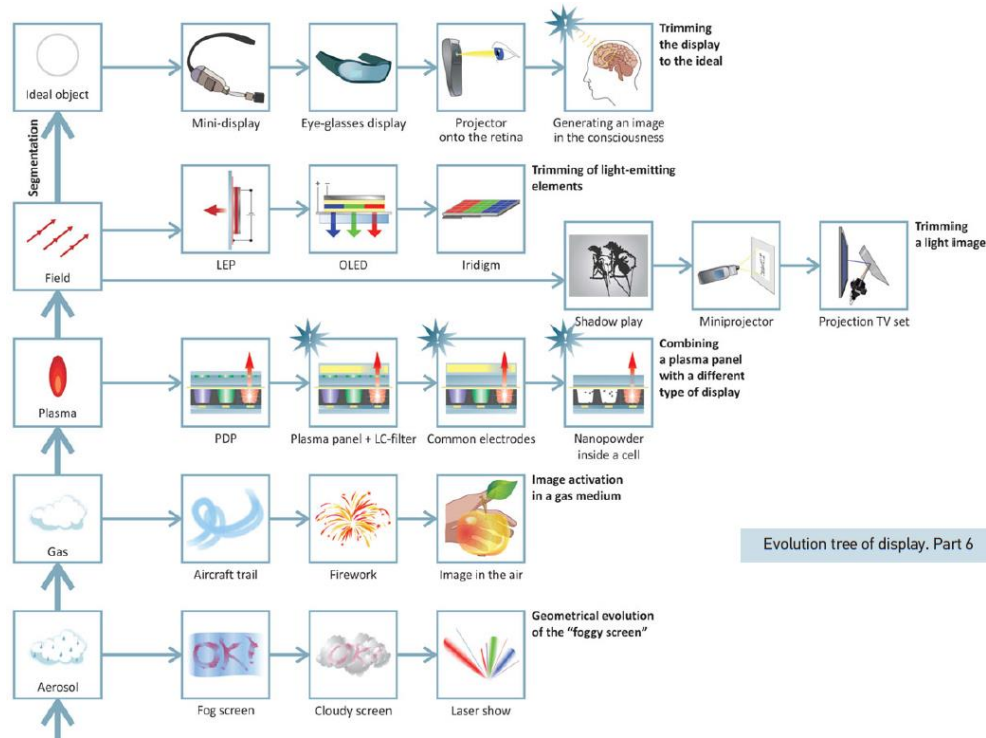 Ideal object
Mini-display
Eye-glasses display
Projector
onto the retina
Generating an image
in the consciousness
Trimming
the display
to the ideal
Segmentation
Field
LEP
OLED
Iridigm
Trimming of light-emitting
elements
Shadow play
Miniprojector
Projection TV set
Trimming
a light image
Plasma
PDP
Plasma panel + LC-filter
Common electrodes
Nanopowder
inside a cell
Combining
a plasma panel
with a different
type of display
Gas
Aircraft trail
Firework
Image in the air
Image activation
in a gas medium
Evolution tree of display. Part 6
Aerosol
OK!
Fog screen
OK!
Cloudy screen
Laser show
Geometrical evolution
of the “foggy screen”